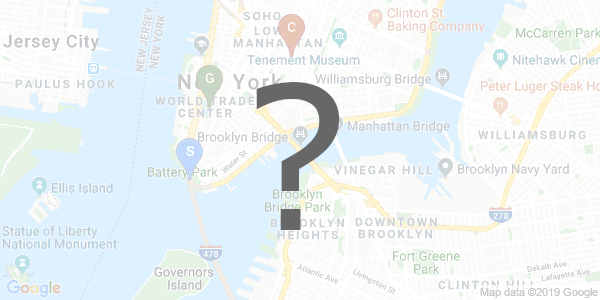 SOHO
LOWER
MANHATTAN
C
Clinton St
Baking Company
McCarren Park
Jersey City
NEW JERSEY
NEW YORK
Tenement Museum
Nitehawk Cinem
PAULUS HOOK
G
New York
Williamsburg Bridge
Peter Luger Steak Ho
WORLD TRADE
CENTER
Brooklyn Bridge
Manhattan Bridge
WILLIAMSBURG
?
S
Water St
Battery Park
VINEGAR HILL
Brooklyn Navy Yard
Ellis Island
Brooklyn
Bridge Park
BROOKLYN
HEIGHTS
DOWNTOWN
BROOKLYN
278
Statue of Liberty
National Monument
478
Fort Greene
Park
Governors
Island
Atlantic Ave
Livingston St
DeKalb Ave
Lafayette Ave
CLINTON HILL
Google
Map data ©2019 Google